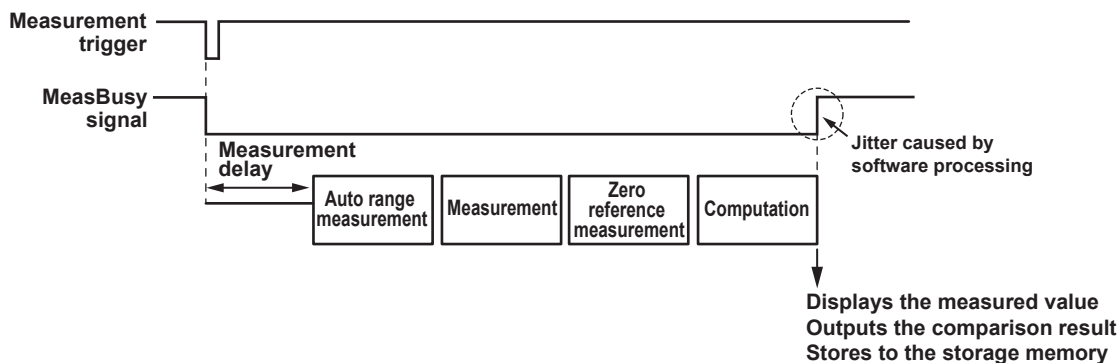 Measurement
trigger
MeasBusy
signal
Jitter caused by
software processing
Measurement
delay
Auto range
measurement
Measurement
Zero
reference
measurement
Computation
Displays the measured value
Outputs the comparison result
Stores to the storage memory